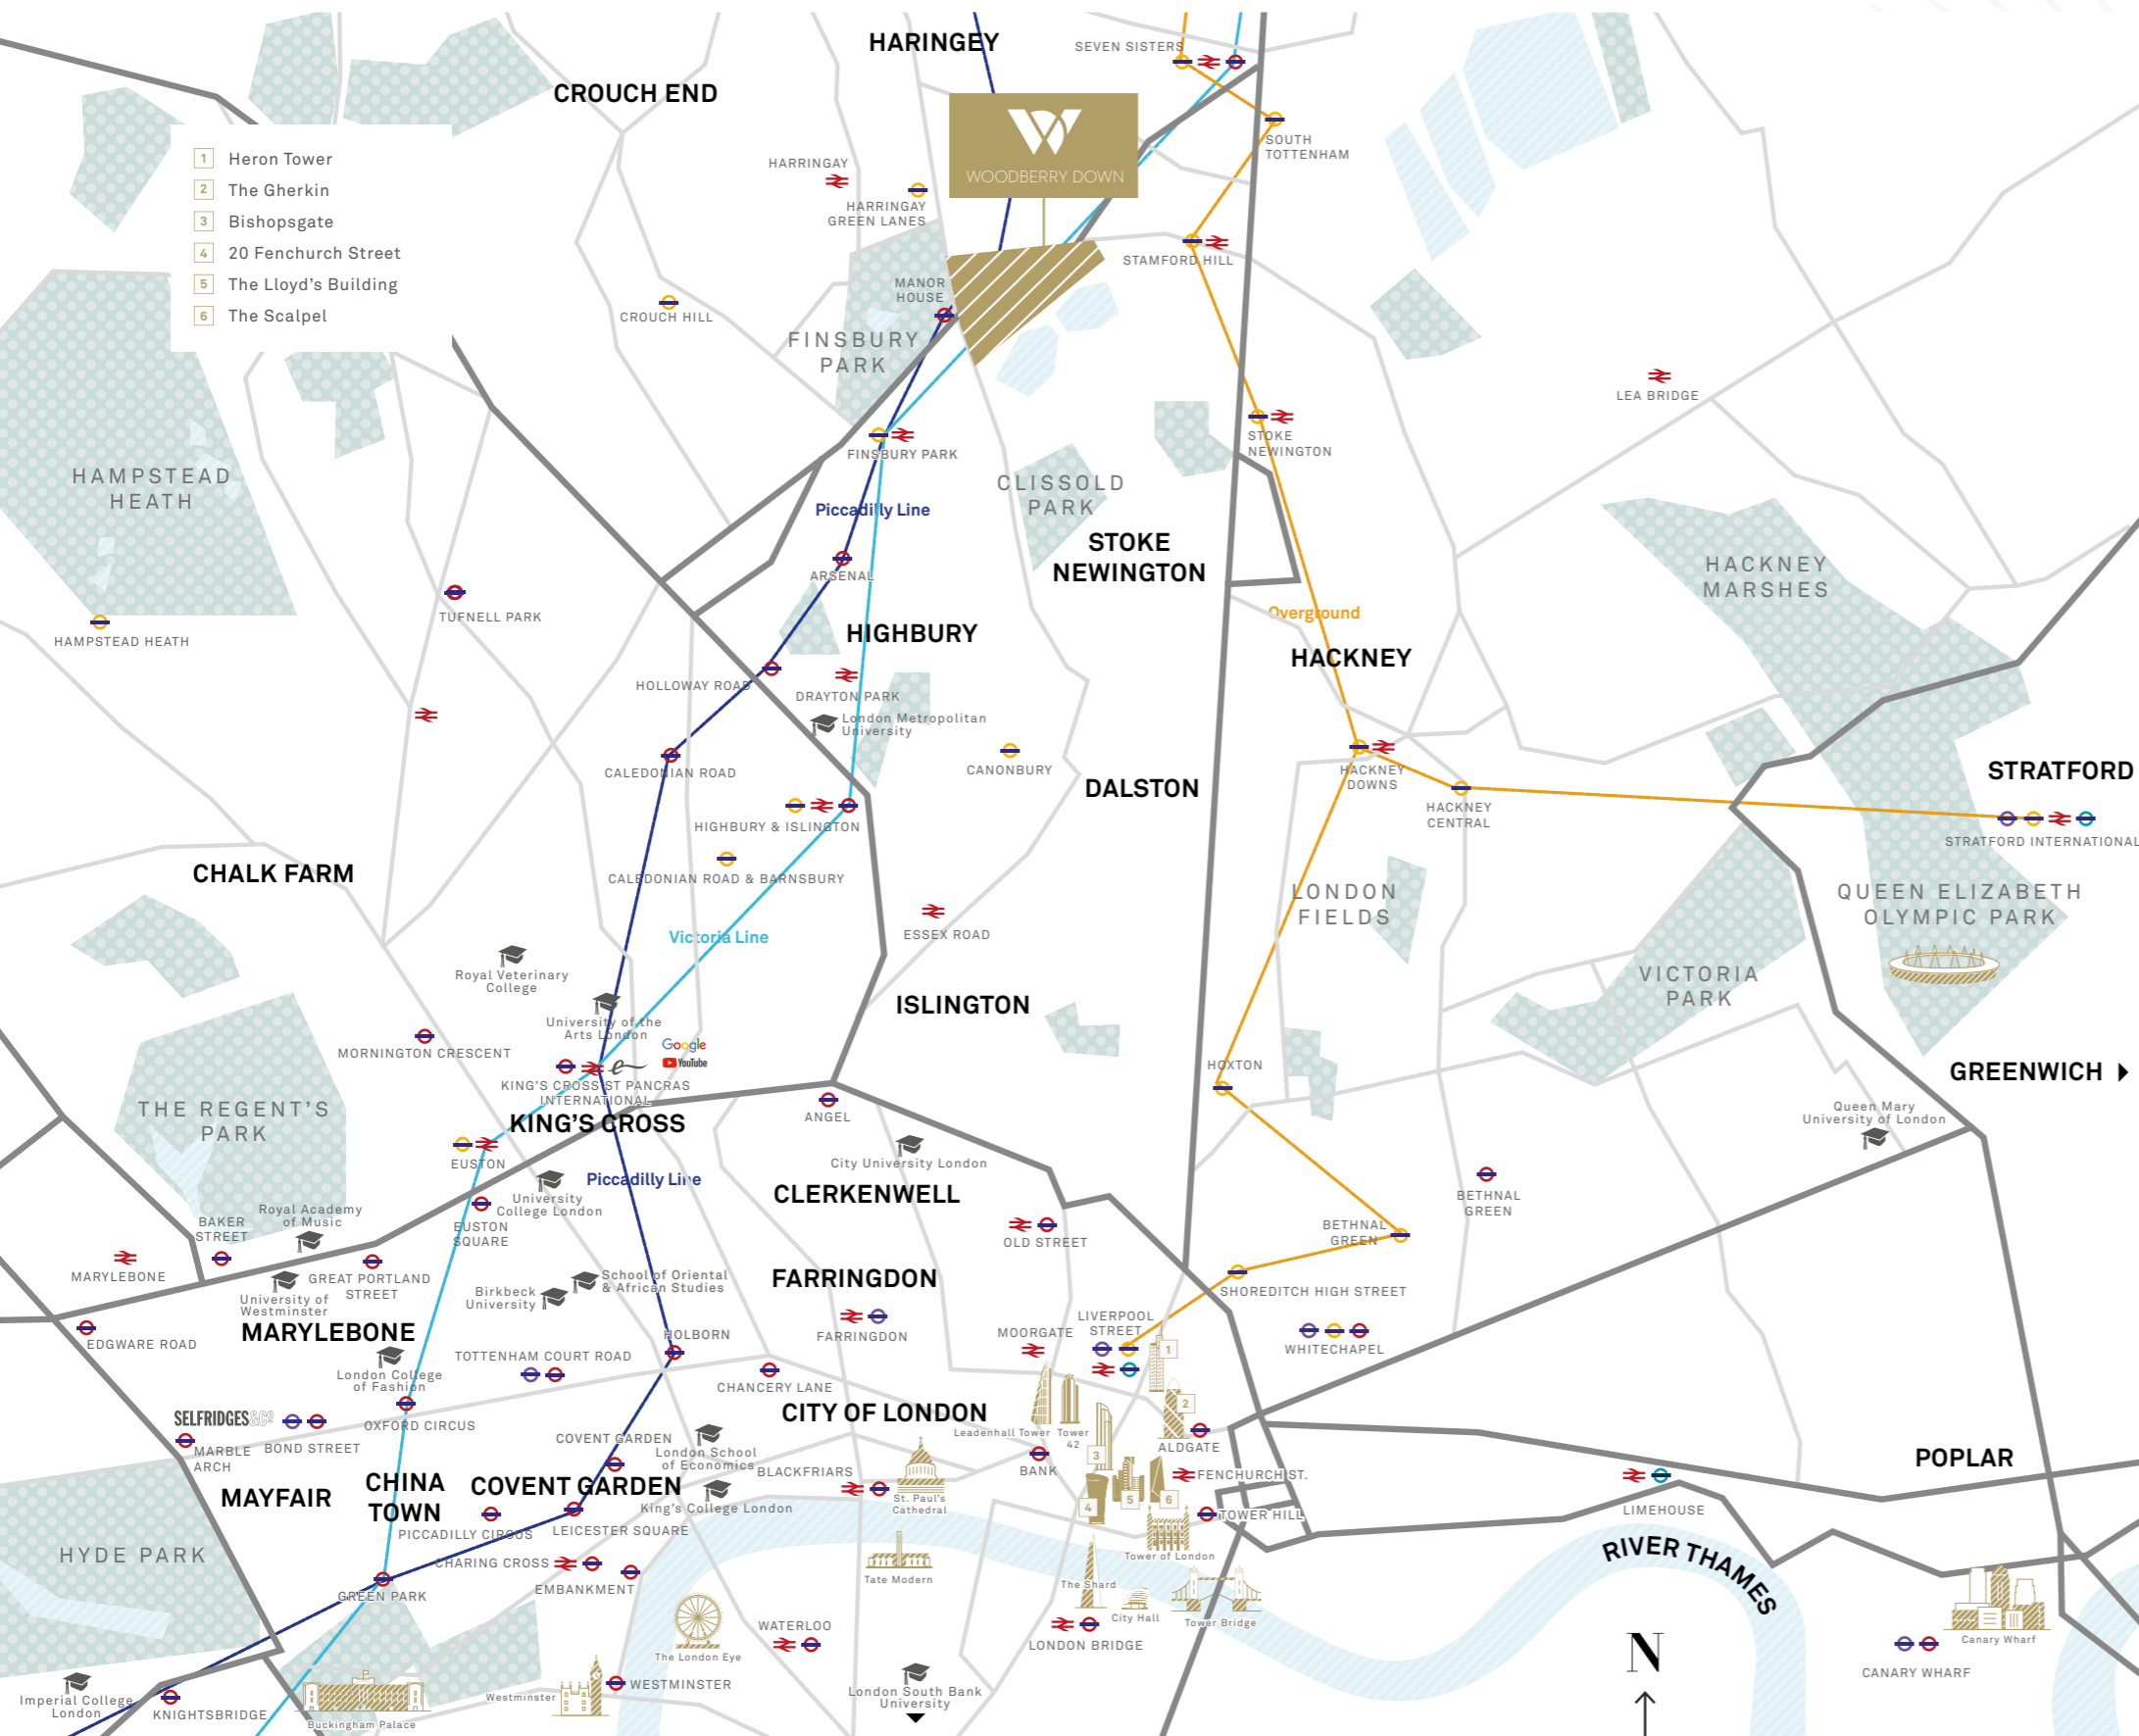 HARINGEY
SEVEN SISTERS
CROUCH END
SOUTH
TOTTENHAM
WOODBERRY DOWN
1 Heron Tower
2 The Gherkin
3 Bishopsgate
4 20 Fenchurch Street
5 The Lloyd's Building
6 The Scalpel
HARRINGAY
HARRINGAY
GREEN LANES
STAMFORD HILL
MANOR
HOUSE
CROUCH HILL
FINSBURY
PARK
LEA BRIDGE
STOKE
NEWINGTON
FINSBURY PARK
HAMPSTEAD
HEATH
CLISSOLD
PARK
Piccadilly Line
STOKE
NEWINGTON
ARSENAL
HACKNEY
MARSHES
TUFNELL PARK
Overground
HAMPSTEAD HEATH
HIGHBURY
HACKNEY
HOLLOWAY ROAD
DRAYTON PARK
London Metropolitan
University
CALEDONIAN ROAD
CANONBURY
HACKNEY
DOWNS
STRATFORD
DALSTON
HACKNEY
CENTRAL
HIGHBURY & ISLINGTON
STRATFORD INTERNATIONAL
CHALK FARM
CALEDONIAN ROAD & BARNSBURY
LONDON
FIELDS
QUEEN ELIZABETH
OLYMPIC PARK
ESSEX ROAD
Victoria Line
Royal Veterinary
College
VICTORIA
PARK
ISLINGTON
University of the
Arts London
MORNINGTON CRESCENT
Google
YouTube
e
KING'S CROSS ST PANCRAS
INTERNATIONAL
HOXTON
GREENWICH
THE REGENT'S
PARK
KING'S CROSS
ANGEL
Queen Mary
University of London
EUSTON
City University London
Piccadilly Line
CLERKENWELL
University
College London
BETHNAL
GREEN
Royal Academy
of Music
BAKER
STREET
EUSTON
SQUARE
OLD STREET
BETHNAL
GREEN
MARYLEBONE
GREAT PORTLAND
STREET
University of
Westminster
Birkbeck
University
School of Oriental
& African Studies
FARRINGDON
SHOREDITCH HIGH STREET
MARYLEBONE
EDGWARE ROAD
HOLBORN
FARRINGDON
MOORGATE
LIVERPOOL
STREET
1
WHITECHAPEL
TOTTENHAM COURT ROAD
London College
of Fashion
CHANCERY LANE
SELFRIDGES&Co
OXFORD CIRCUS
CITY OF LONDON
2
MARBLE
ARCH
BOND STREET
COVENT GARDEN
London School
of Economics
Leadenhall Tower
Tower
42
ALDGATE
3
BLACKFRIARS
BANK
FENCHURCH ST.
POPLAR
CHINA
TOWN
COVENT GARDEN
MAYFAIR
King's College London
St. Paul's
Cathedral
4
5
6
TOWER HILL
LIMEHOUSE
PICCADILLY CIRCUS
LEICESTER SQUARE
HYDE PARK
CHARING CROSS
EMBANKMENT
Tower of London
RIVER THAMES
Tate Modern
The Shard
GREEN PARK
City Hall
Tower Bridge
WATERLOO
LONDON BRIDGE
The London Eye
N
Canary Wharf
CANARY WHARF
Imperial College
London
KNIGHTSBRIDGE
Buckingham Palace
Westminster
WESTMINSTER
London South Bank
University